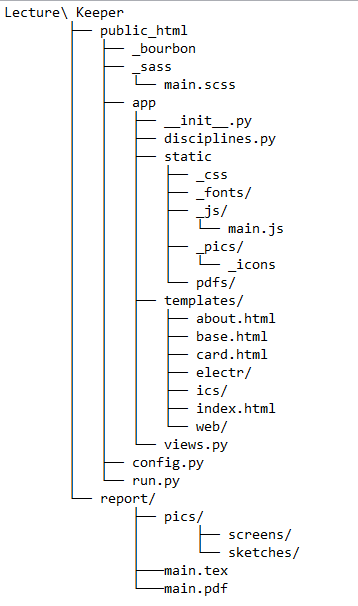 Lecture\ Keeper
├── public_html
│   ├── _bourbon
│   ├── _sass
│   │   └── main.scss
│   ├── app
│   │   ├── __init__.py
│   │   ├── disciplines.py
│   │   ├── static
│   │   │   ├── _css
│   │   │   ├── _fonts/
│   │   │   ├── _js/
│   │   │   │   └── main.js
│   │   │   ├── _pics/
│   │   │   │   └── _icons
│   │   │   └── pdfs/
│   │   ├── templates/
│   │   │   ├── about.html
│   │   │   ├── base.html
│   │   │   ├── card.html
│   │   │   ├── electr/
│   │   │   ├── ics/
│   │   │   ├── index.html
│   │   │   └── web/
│   │   └── views.py
│   ├── config.py
│   └── run.py
└── report/
    ├── pics/
    │   ├── screens/
    │   └── sketches/
    ├──main.tex
    └──main.pdf